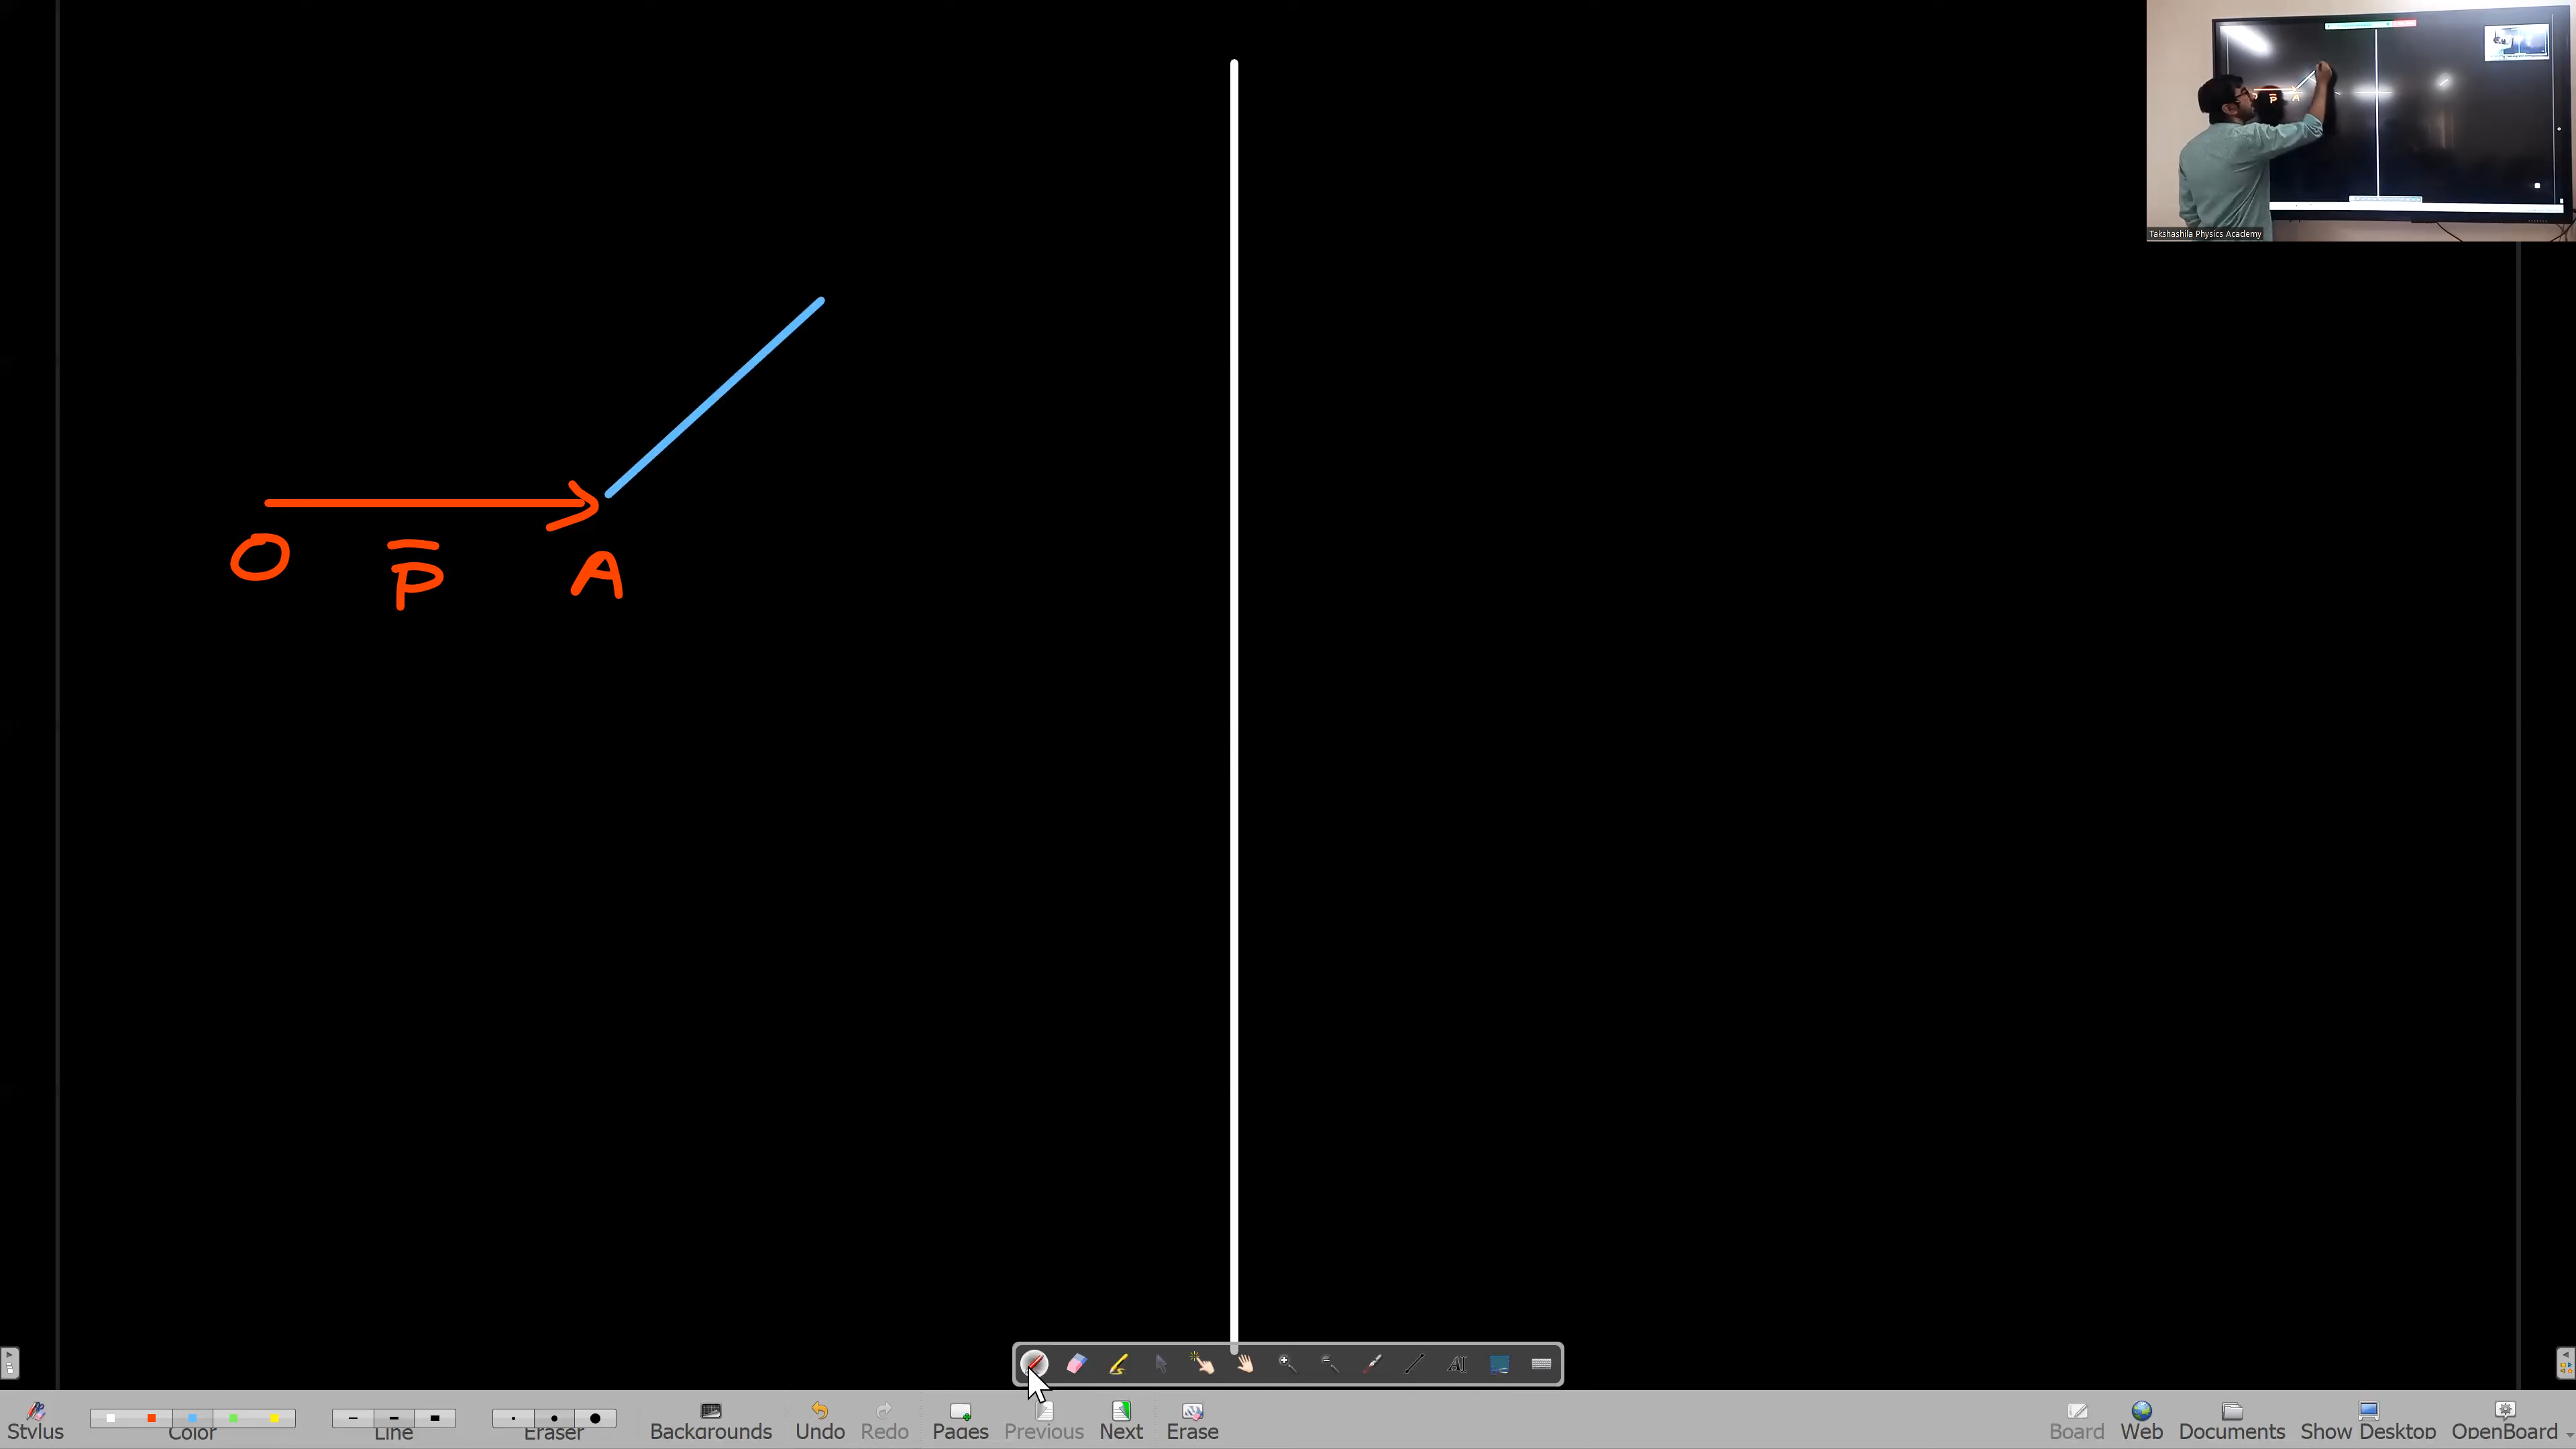 Takshashila Physics Academy
O P̅ A
Stylus Color Line Eraser Backgrounds Undo Redo Pages Previous Next Erase Board Web Documents Show Desktop OpenBoard